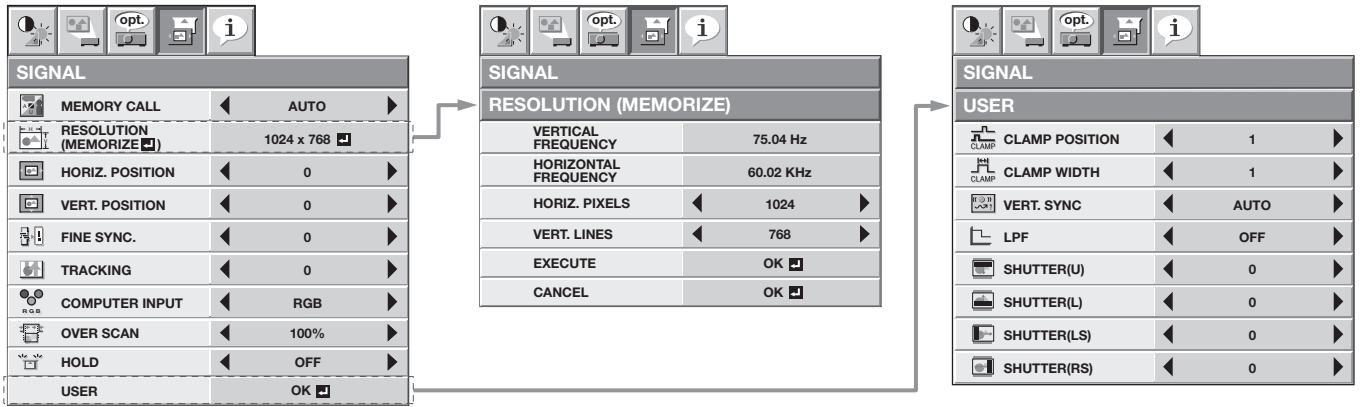 opt.
i
SIGNAL
MEMORY CALL AUTO
RESOLUTION
(MEMORIZE) 1024 x 768
HORIZ. POSITION 0
VERT. POSITION 0
FINE SYNC. 0
TRACKING 0
RGB
COMPUTER INPUT RGB
OVER SCAN 100%
HOLD OFF
USER OK
opt.
i
SIGNAL
RESOLUTION (MEMORIZE)
VERTICAL
FREQUENCY 75.04 Hz
HORIZONTAL
FREQUENCY 60.02 KHz
HORIZ. PIXELS 1024
VERT. LINES 768
EXECUTE OK
CANCEL OK
opt.
i
SIGNAL
USER
CLAMP CLAMP POSITION 1
CLAMP CLAMP WIDTH 1
VERT. SYNC AUTO
LPF OFF
SHUTTER(U) 0
SHUTTER(L) 0
SHUTTER(LS) 0
SHUTTER(RS) 0